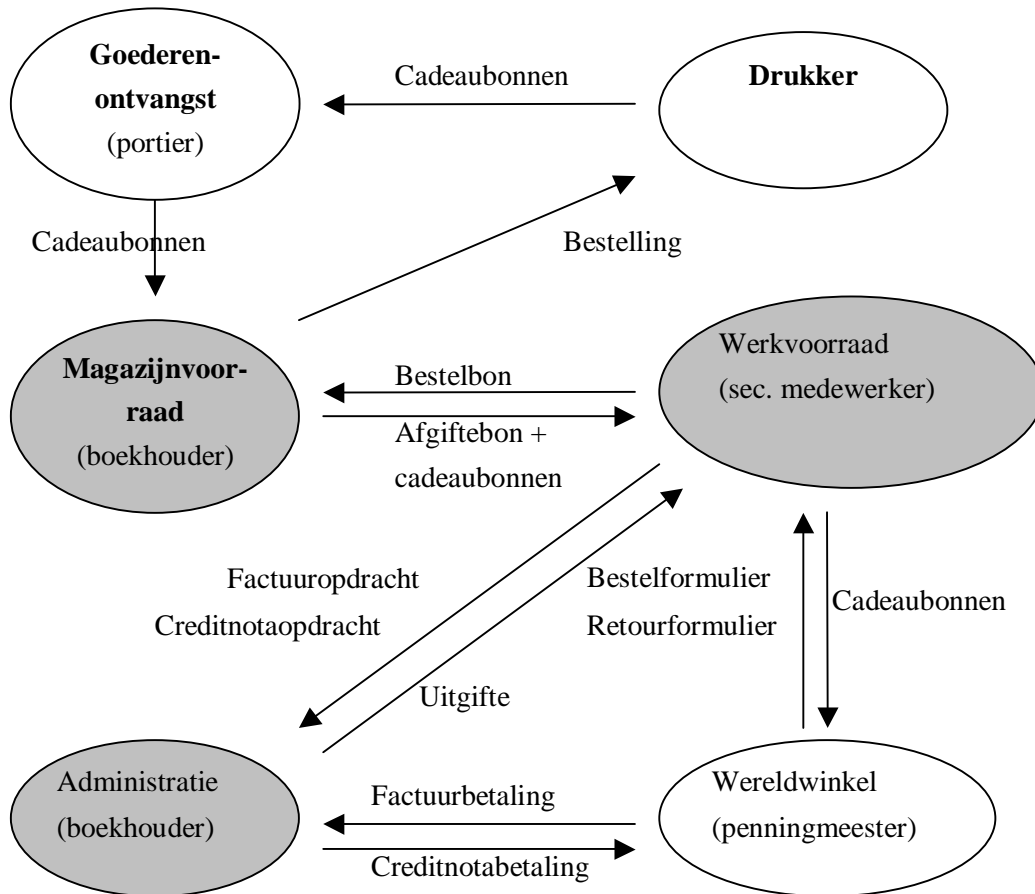 Goederen-
ontvangst
(portier)
Cadeaubonnen
Drukker
Cadeaubonnen
Bestelling
Magazijnvoor-
raad
(boekhouder)
Bestelbon
Afgiftebon +
cadeaubonnen
Werkvoorraad
(sec. medewerker)
Factuuropdracht
Creditnotaopdracht
Bestelformulier
Retourformulier
Cadeaubonnen
Uitgifte
Administratie
(boekhouder)
Factuurbetaling
Creditnotabetaling
Wereldwinkel
(penningmeester)